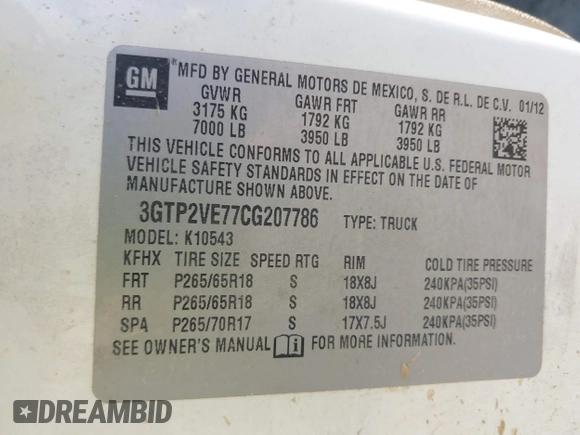 GM
MFD BY GENERAL MOTORS DE MEXICO, S. DE R.L. DE C.V. 01/12
GVWR GAWR FRT GAWR RR
3175 KG 1792 KG 1792 KG
7000 LB 3950 LB 3950 LB
THIS VEHICLE CONFORMS TO ALL APPLICABLE U.S. FEDERAL MOTOR
VEHICLE SAFETY STANDARDS IN EFFECT ON THE DATE OF
MANUFACTURE SHOWN ABOVE.
3GTP2VE77CG207786 TYPE: TRUCK
MODEL: K10543
KFHX TIRE SIZE SPEED RTG RIM COLD TIRE PRESSURE
FRT P265/65R18 S 18X8J 240KPA(35PSI)
RR P265/65R18 S 18X8J 240KPA(35PSI)
SPA P265/70R17 S 17X7.5J 240KPA(35PSI)
SEE OWNER'S MANUAL FOR MORE INFORMATION.
DREAMBID